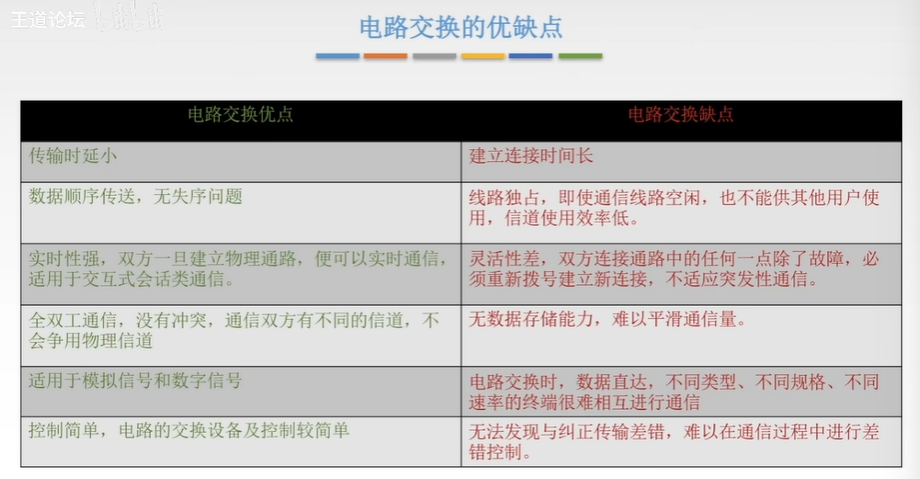 王道论坛
电路交换的优缺点
电路交换优点
电路交换缺点
传输时延小
建立连接时间长
数据顺序传送，无失序问题
线路独占，即使通信线路空闲，也不能供其他用户使
用，信道使用效率低。
实时性强，双方一旦建立物理通路，便可以实时通信，
适用于交互式会话类通信。
灵活性差，双方连接通路中的任何一点除了故障，必
须重新拨号建立新连接，不适应突发性通信。
全双工通信，没有冲突，通信双方有不同的信道，不
会争用物理信道
无数据存储能力，难以平滑通信量。
适用于模拟信号和数字信号
电路交换时，数据直达，不同类型、不同规格、不同
速率的终端很难相互进行通信
控制简单，电路的交换设备及控制较简单
无法发现与纠正传输差错，难以在通信过程中进行差
错控制。